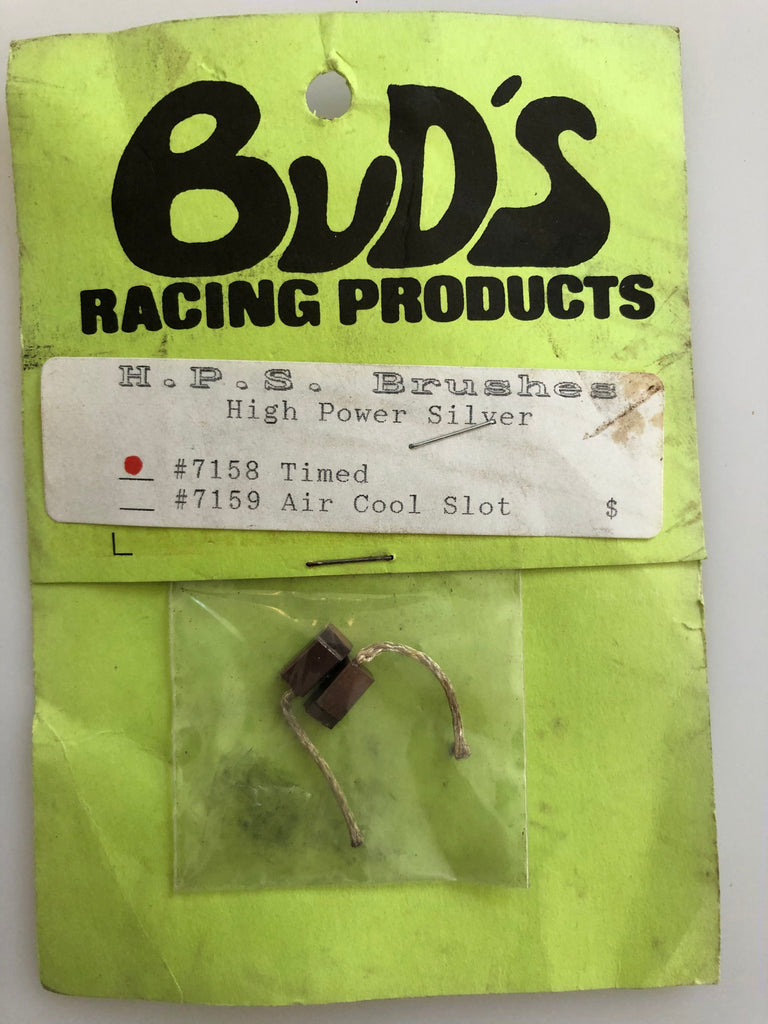 BuD'S
RACING PRODUCTS
H.P.S. Brushes
High Power Silver
#7158 Timed
#7159 Air Cool Slot $